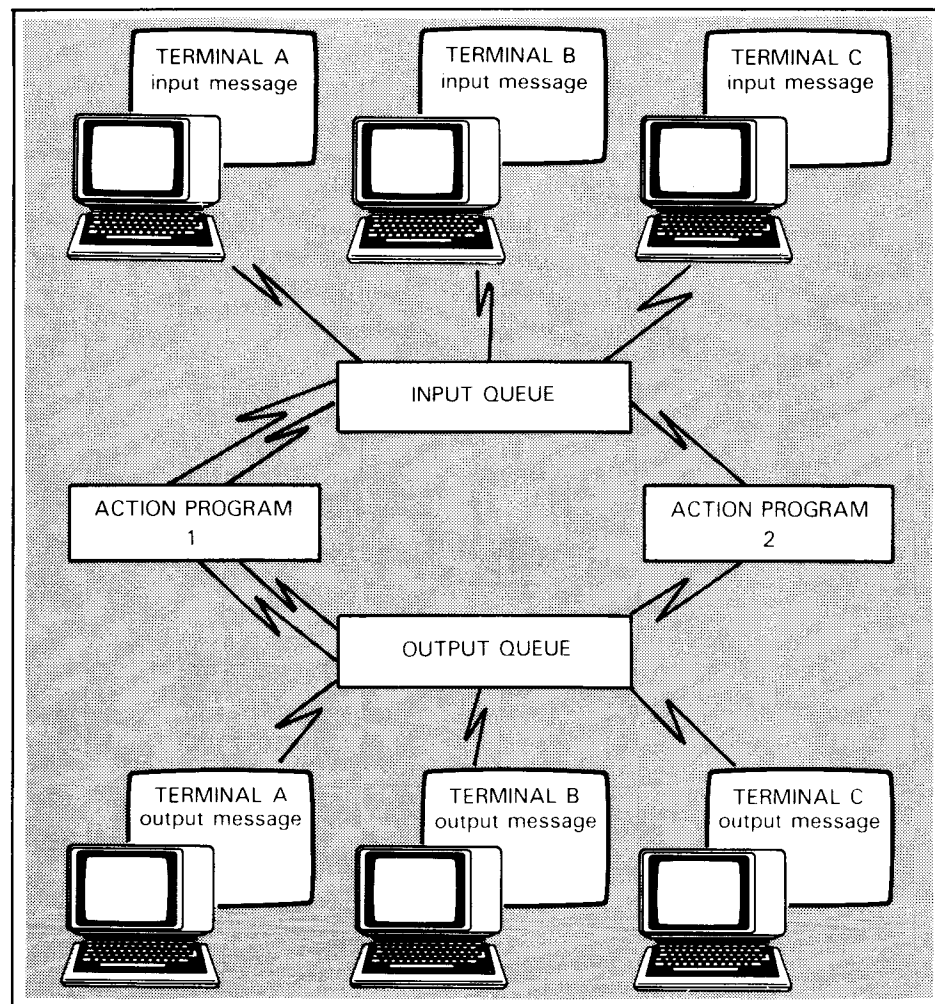 TERMINAL A
input message
TERMINAL B
input message
TERMINAL C
input message
INPUT QUEUE
ACTION PROGRAM
1
ACTION PROGRAM
2
OUTPUT QUEUE
TERMINAL A
output message
TERMINAL B
output message
TERMINAL C
output message